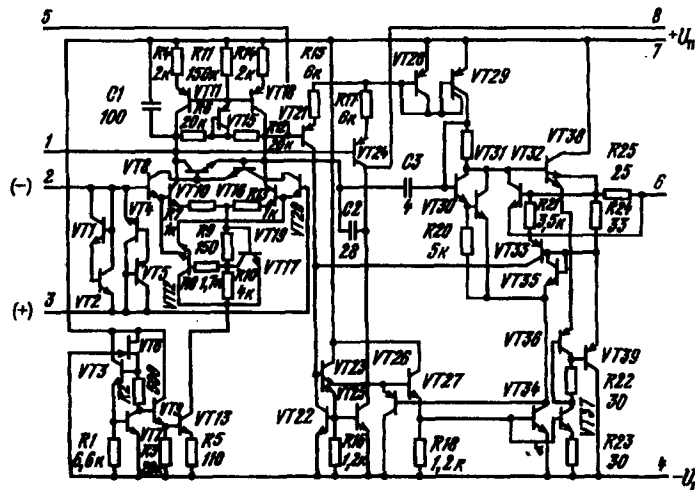 5
8
+Uп
7
R4
2к
R11
150к
R14
2к
R15
6к
VT28
VT29
C1
100
VT11
VT18
VT21
R17
6к
VT15
20к
20к
1
VT24
VT31
VT32
VT38
R25
25
C3
4
(-) 2
VT8
VT10
VT16
VT20
VT30
6
R24
33
R21
3,5к
R7
1к
1к
R9
150
VT19
C2
28
R20
5к
VT1
VT4
VT33
VT17
VT35
VT2
VT5
VT12
R8 1,7к
R10
4к
(+) 3
VT6
VT3
R2
VT23
VT26
VT36
VT39
VT27
VT25
VT34
R22
30
VT9
VT13
VT22
VT37
R1
6,6к
R3
R5
110
R16
1,2к
R18
1,2к
R23
30
4